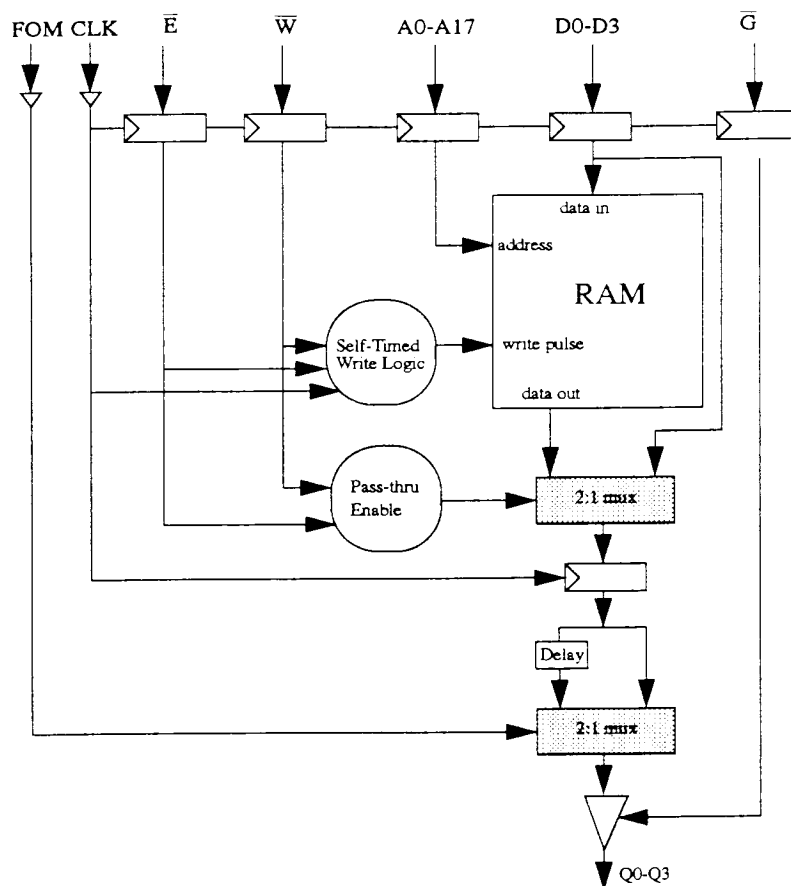 FOM CLK E̅ W̅ A0-A17 D0-D3 G̅
data in
address
RAM
Self-Timed
Write Logic
write pulse
data out
Pass-thru
Enable
2:1 mux
Delay
2:1 mux
Q0-Q3